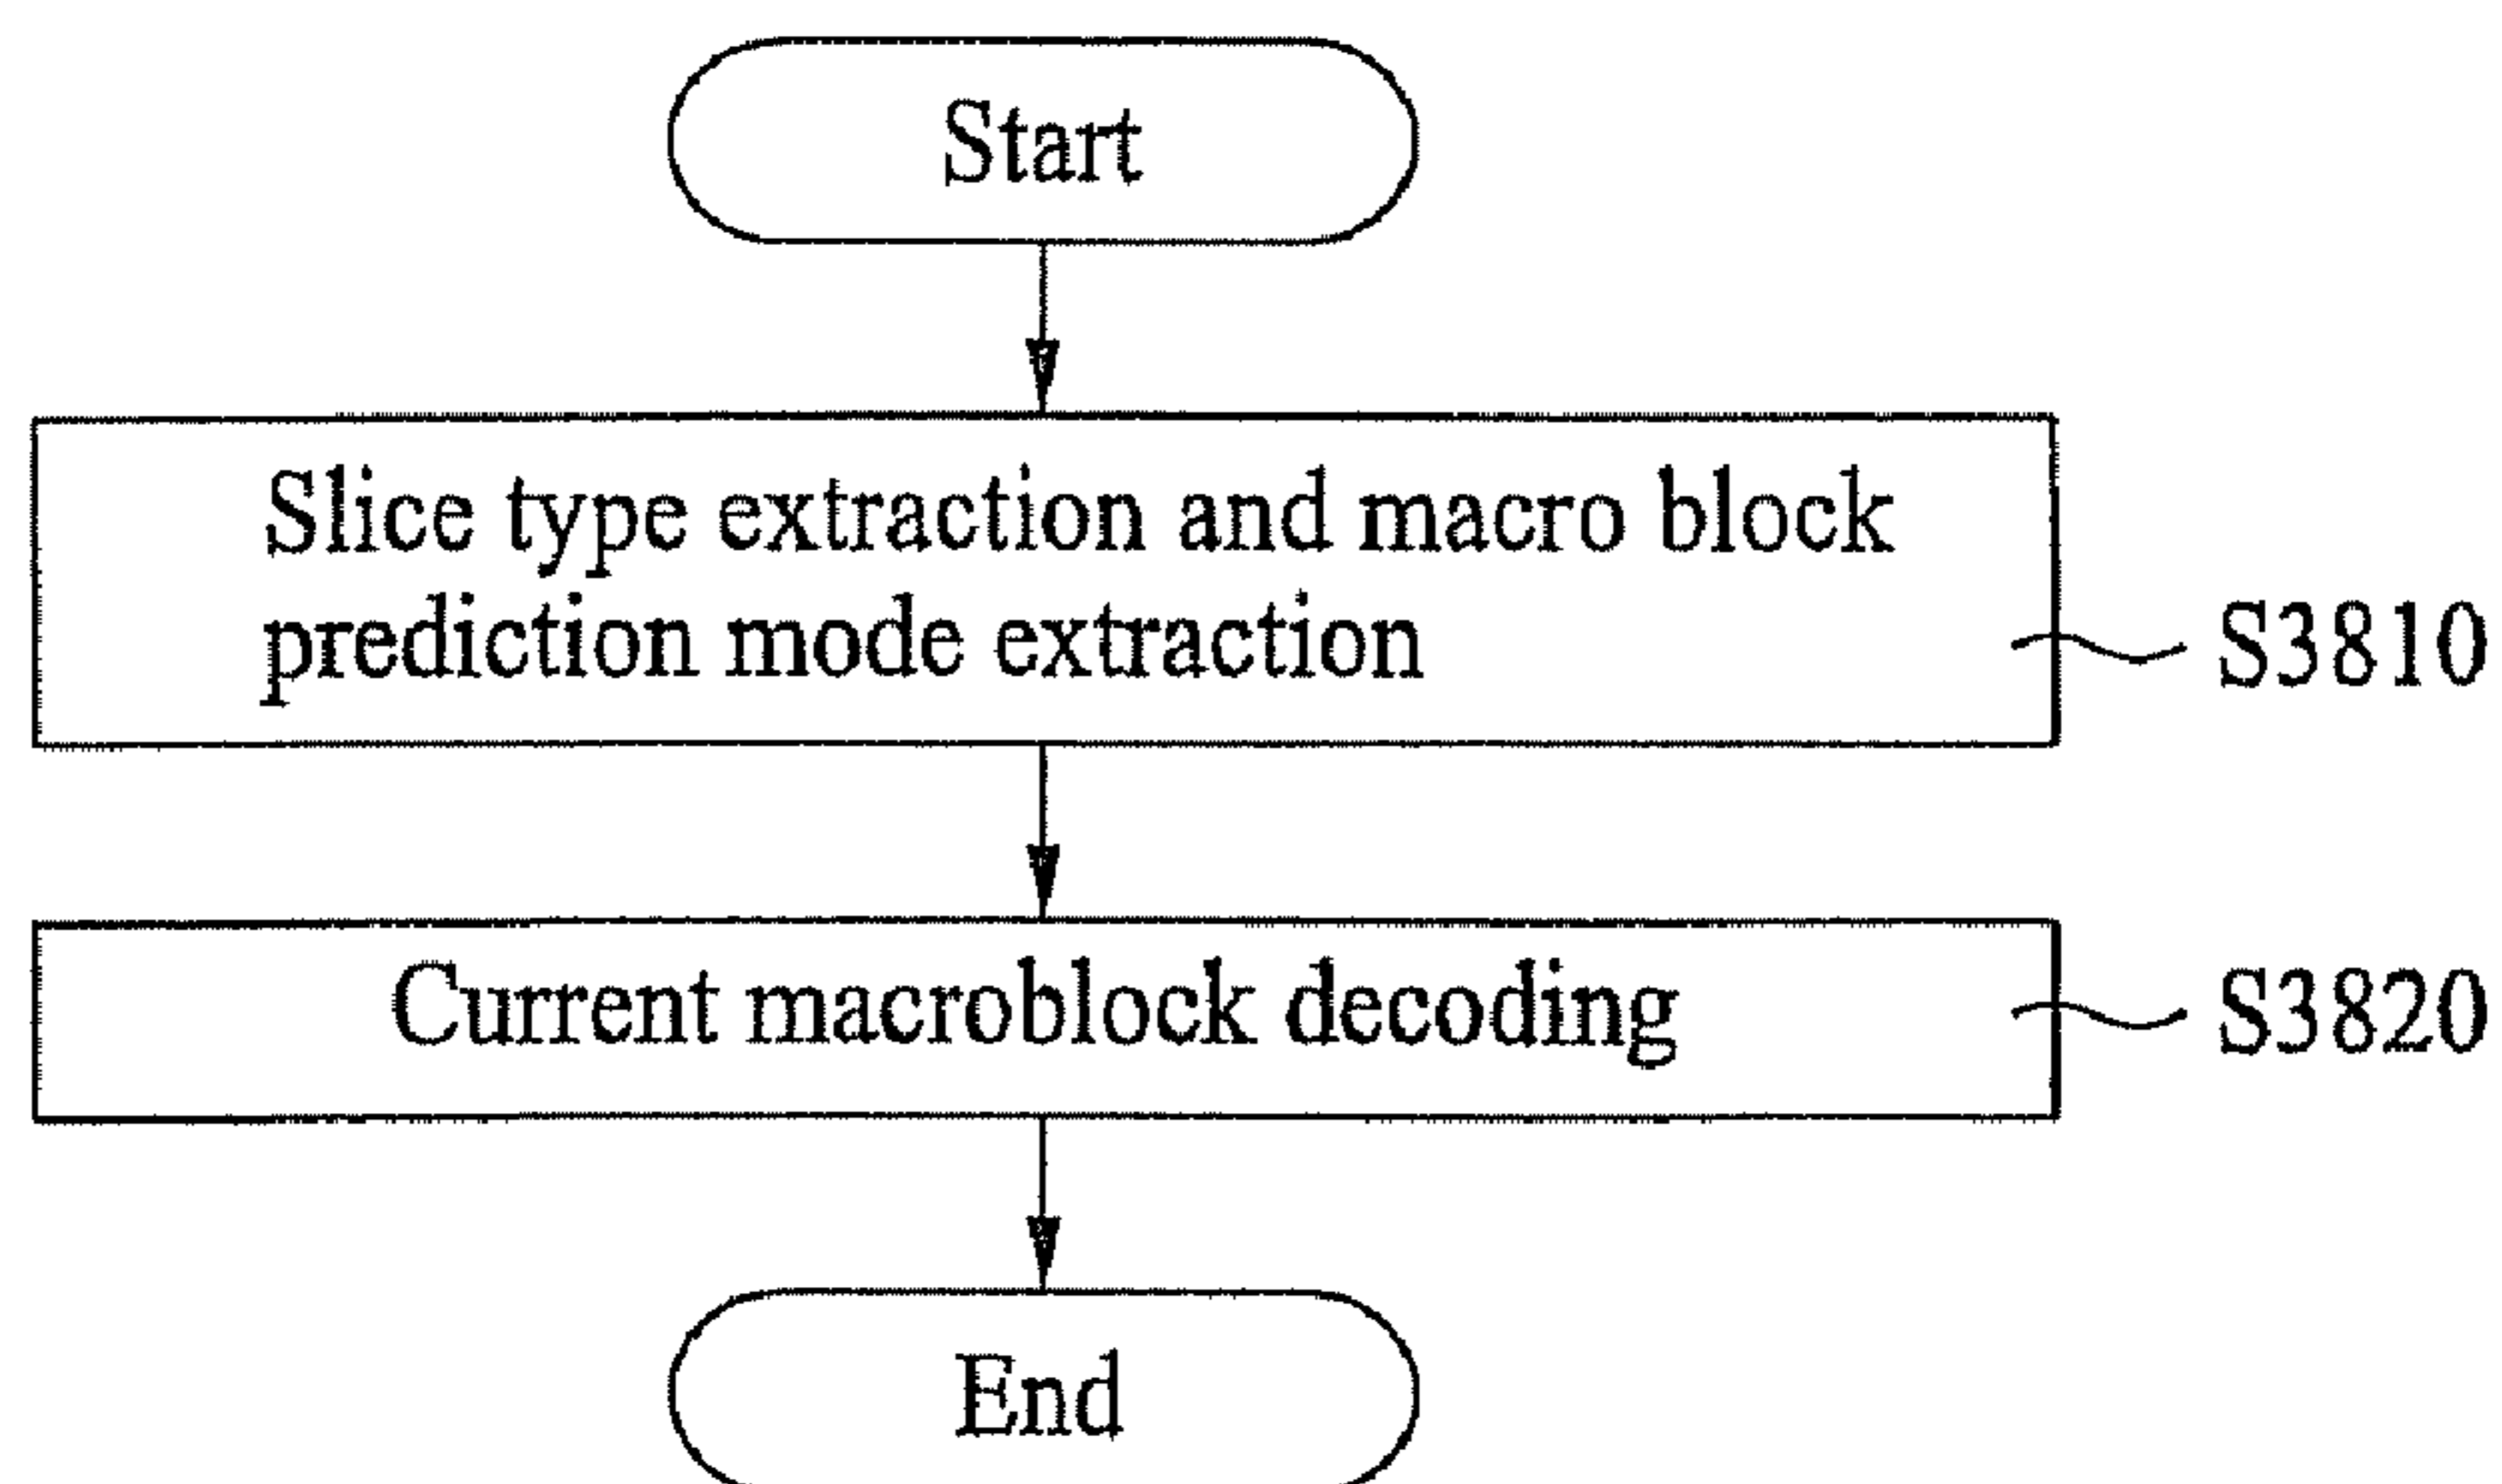 Start
Slice type extraction and macro block
prediction mode extraction
S3810
Current macroblock decoding
S3820
End